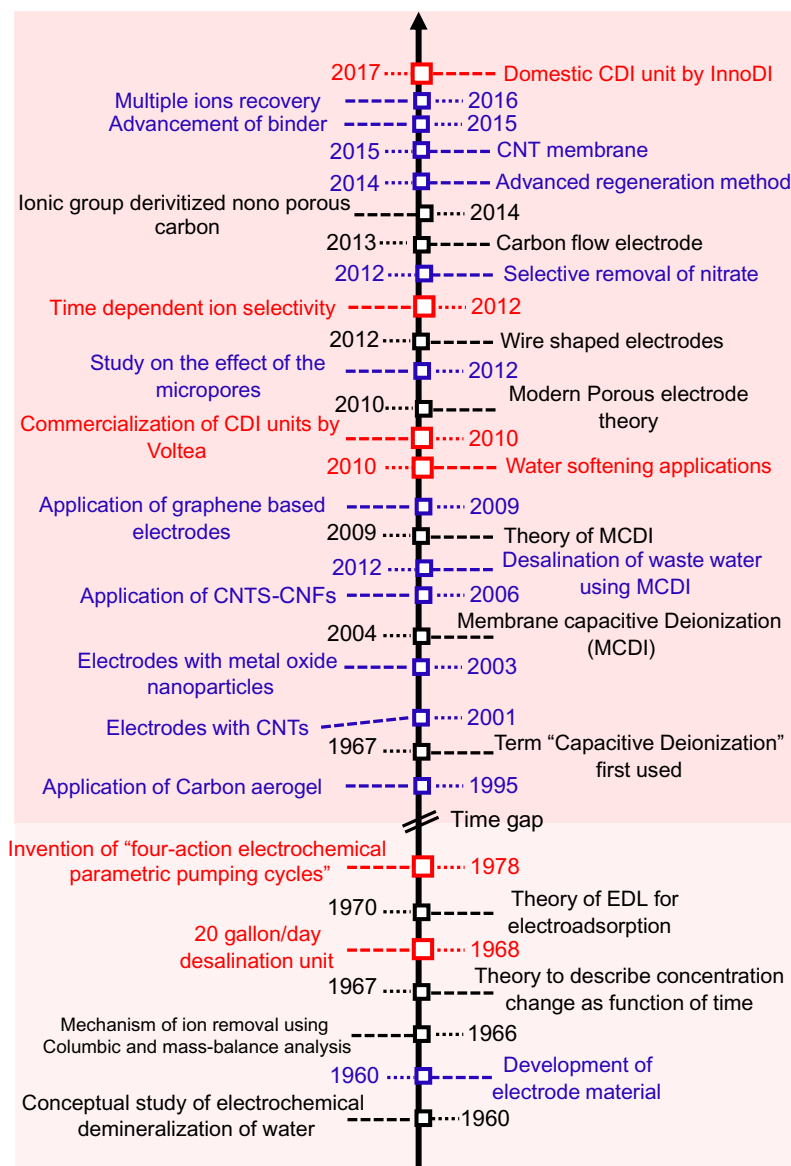 2017
Domestic CDI unit by InnoDI
Multiple ions recovery
2016
Advancement of binder
2015
2015
CNT membrane
2014
Advanced regeneration method
Ionic group derivitized nono porous
carbon
2014
2013
Carbon flow electrode
2012
Selective removal of nitrate
Time dependent ion selectivity
2012
2012
Wire shaped electrodes
Study on the effect of the
micropores
2012
2010
Modern Porous electrode
theory
Commercialization of CDI units by
Voltea
2010
2010
Water softening applications
Application of graphene based
electrodes
2009
2009
Theory of MCDI
2012
Desalination of waste water
using MCDI
Application of CNTS-CNFs
2006
2004
Membrane capacitive Deionization
(MCDI)
Electrodes with metal oxide
nanoparticles
2003
Electrodes with CNTs
2001
1967
Term “Capacitive Deionization”
first used
Application of Carbon aerogel
1995
Time gap
Invention of “four-action electrochemical
parametric pumping cycles”
1978
1970
Theory of EDL for
electroadsorption
20 gallon/day
desalination unit
1968
1967
Theory to describe concentration
change as function of time
Mechanism of ion removal using
Columbic and mass-balance analysis
1966
1960
Development of
electrode material
Conceptual study of electrochemical
demineralization of water
1960